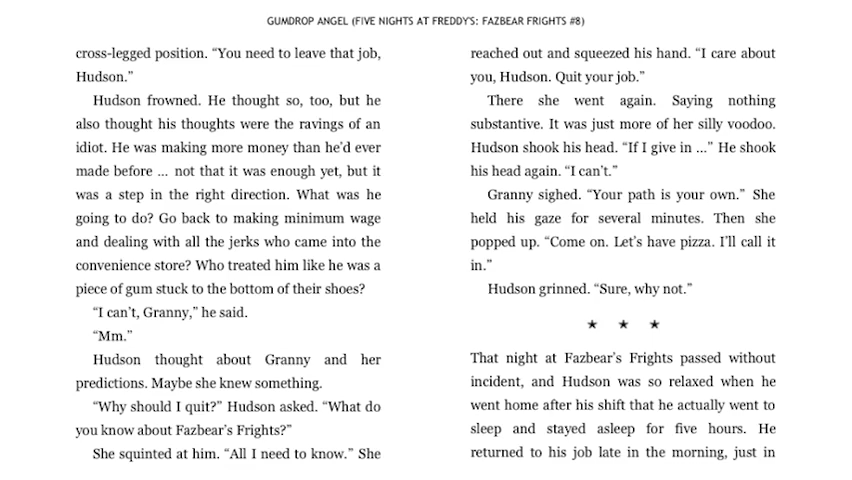 GUMDROP ANGEL (FIVE NIGHTS AT FREDDY'S: FAZBEAR FRIGHTS #8)
cross-legged position. “You need to leave that job,
Hudson.”
Hudson frowned. He thought so, too, but he
also thought his thoughts were the ravings of an
idiot. He was making more money than he’d ever
made before ... not that it was enough yet, but it
was a step in the right direction. What was he
going to do? Go back to making minimum wage
and dealing with all the jerks who came into the
convenience store? Who treated him like he was a
piece of gum stuck to the bottom of their shoes?
“I can’t, Granny,” he said.
“Mm.”
Hudson thought about Granny and her
predictions. Maybe she knew something.
“Why should I quit?” Hudson asked. “What do
you know about Fazbear’s Frights?”
She squinted at him. “All I need to know.” She
reached out and squeezed his hand. “I care about
you, Hudson. Quit your job.”
There she went again. Saying nothing
substantive. It was just more of her silly voodoo.
Hudson shook his head. “If I give in ...” He shook
his head again. “I can’t.”
Granny sighed. “Your path is your own.” She
held his gaze for several minutes. Then she
popped up. “Come on. Let’s have pizza. I’ll call it
in.”
Hudson grinned. “Sure, why not.”
★ ★ ★
That night at Fazbear’s Frights passed without
incident, and Hudson was so relaxed when he
went home after his shift that he actually went to
sleep and stayed asleep for five hours. He
returned to his job late in the morning, just in